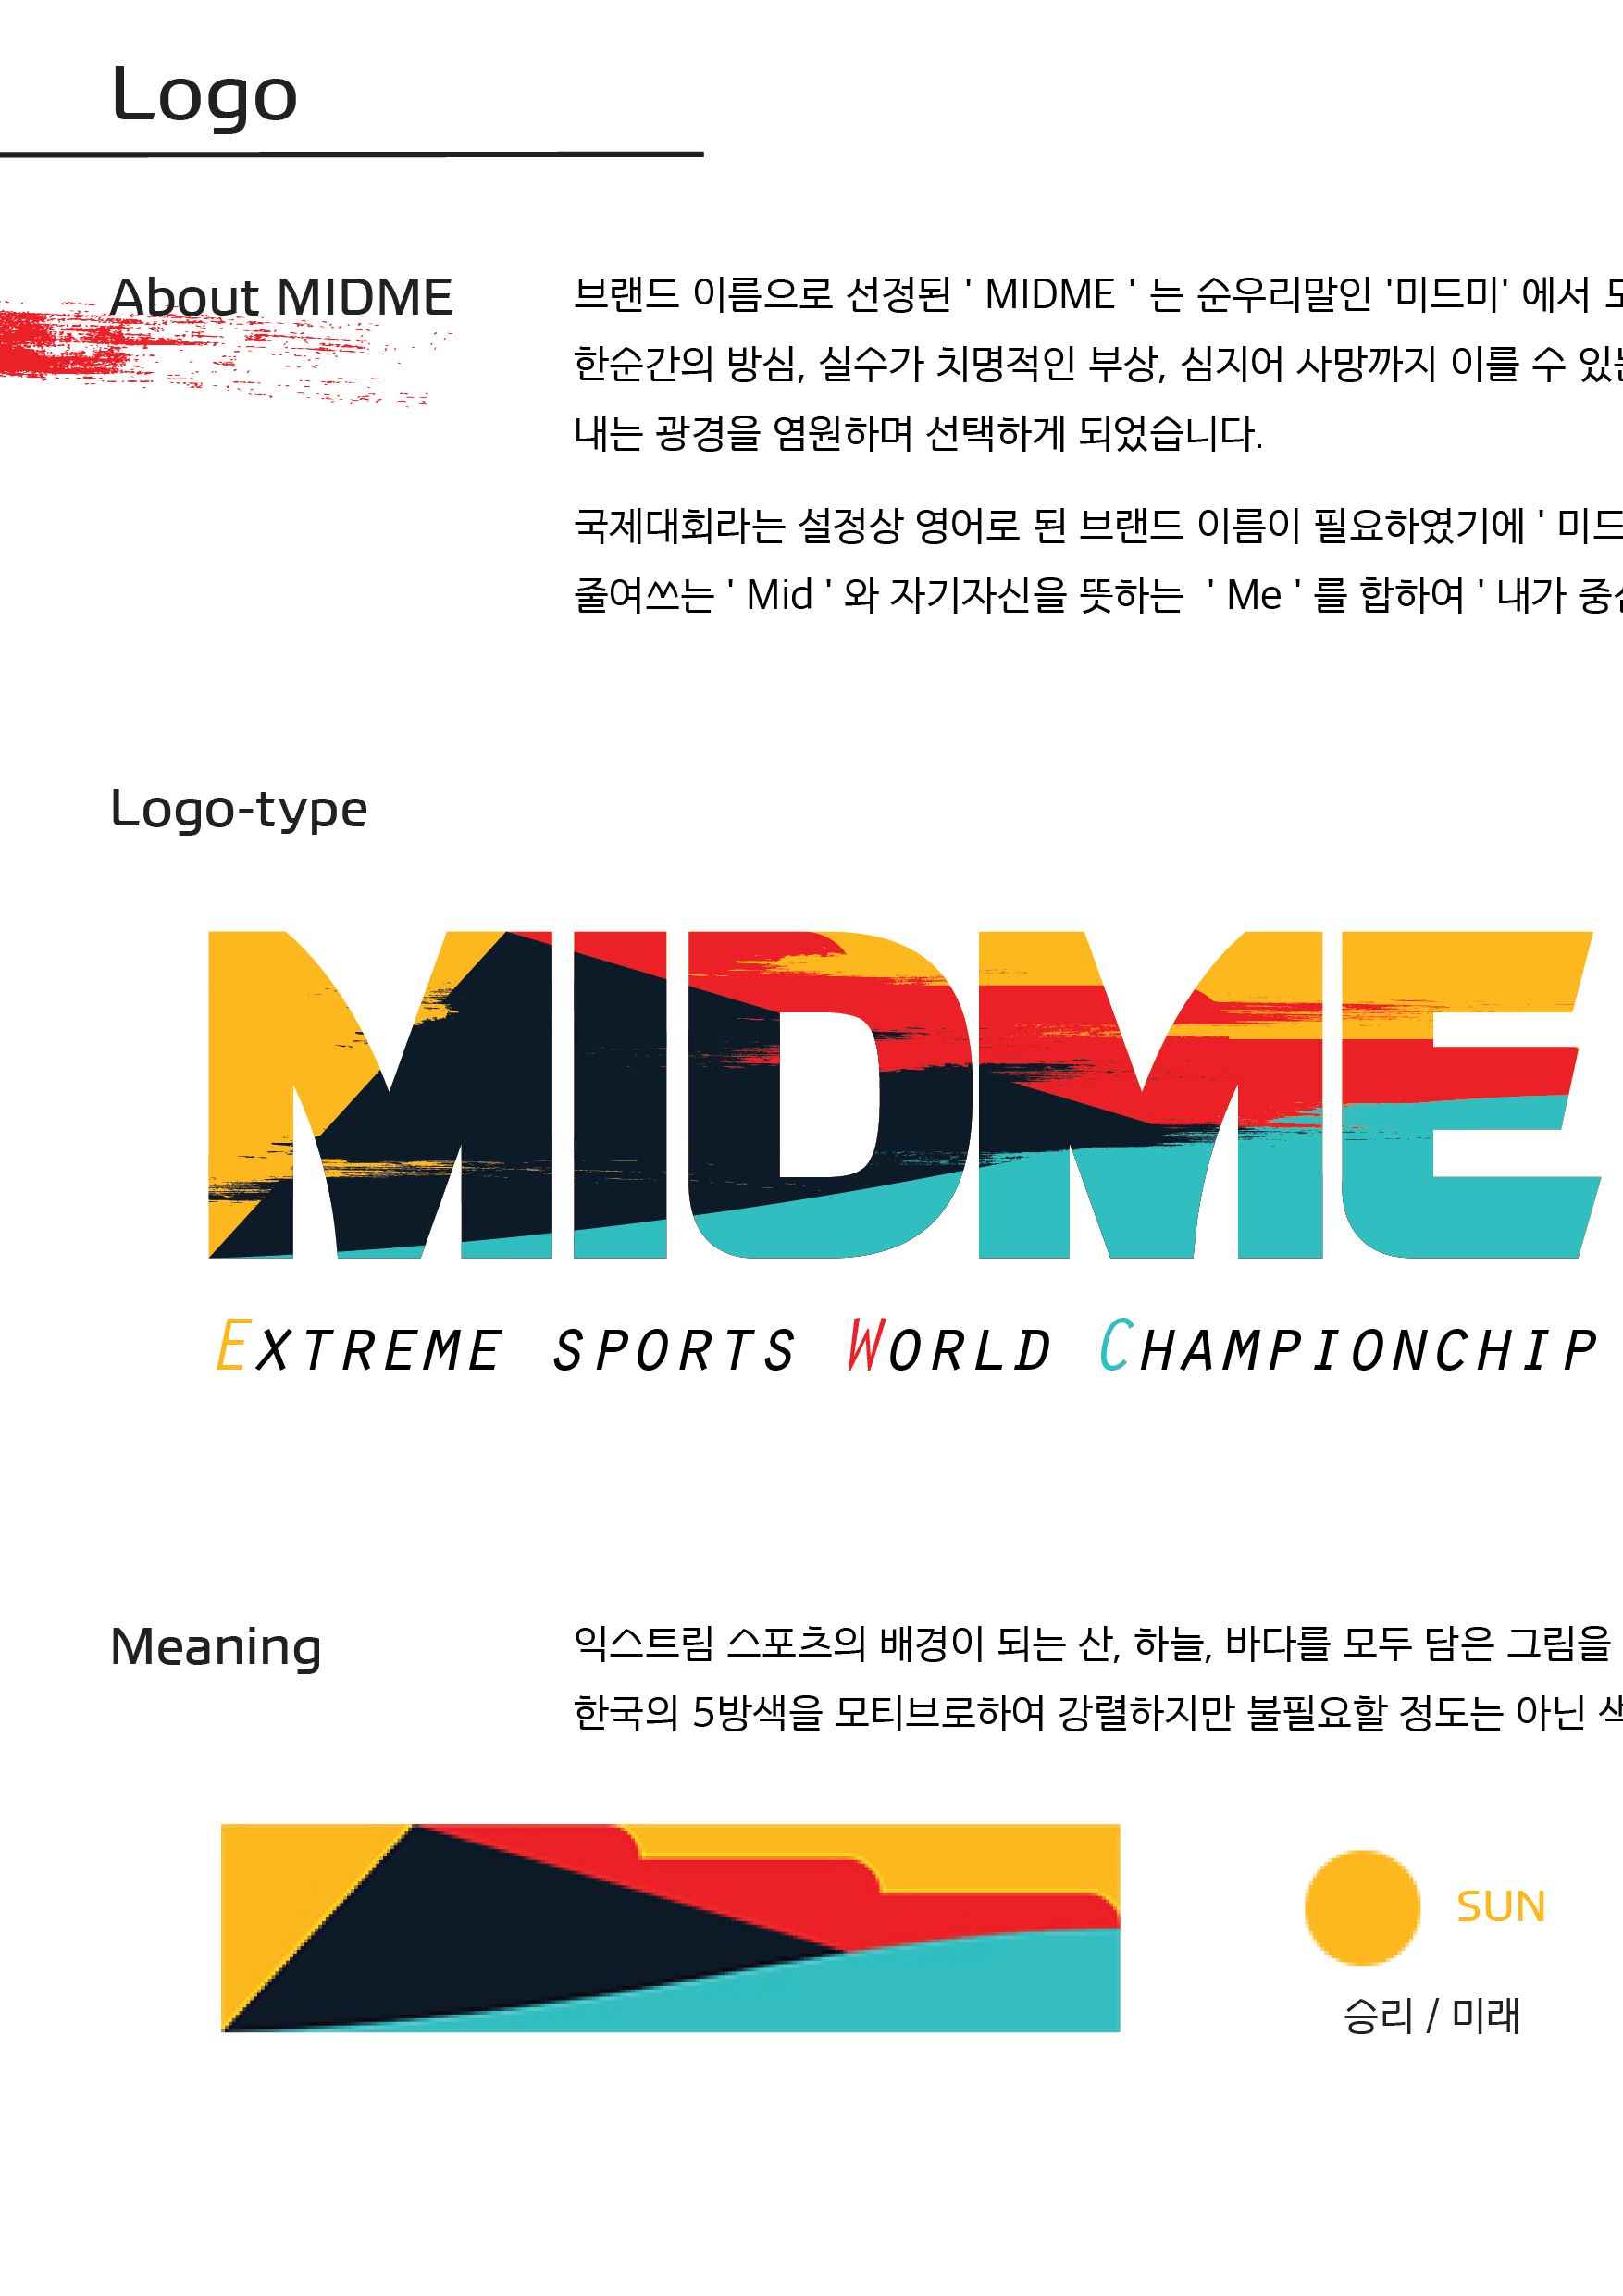 Logo
About MIDME
브랜드 이름으로 선정된 ' MIDME ' 는 순우리말인 '미드미' 에서
한순간의 방심, 실수가 치명적인 부상, 심지어 사망까지 이를 수
내는 광경을 염원하며 선택하게 되었습니다.
국제대회라는 설정상 영어로 된 브랜드 이름이 필요하였기에 ' 미드
줄여쓰는 ' Mid ' 와 자기자신을 뜻하는 ' Me ' 를 합하여 ' 내가
Logo-type
MIDME
EXTREME SPORTS WORLD CHAMPIONCHIP
Meaning
익스트림 스포츠의 배경이 되는 산, 하늘, 바다를 모두 담은 그림을
한국의 5방색을 모티브로하여 강렬하지만 불필요할 정도는 아닌
SUN
승리 / 미래